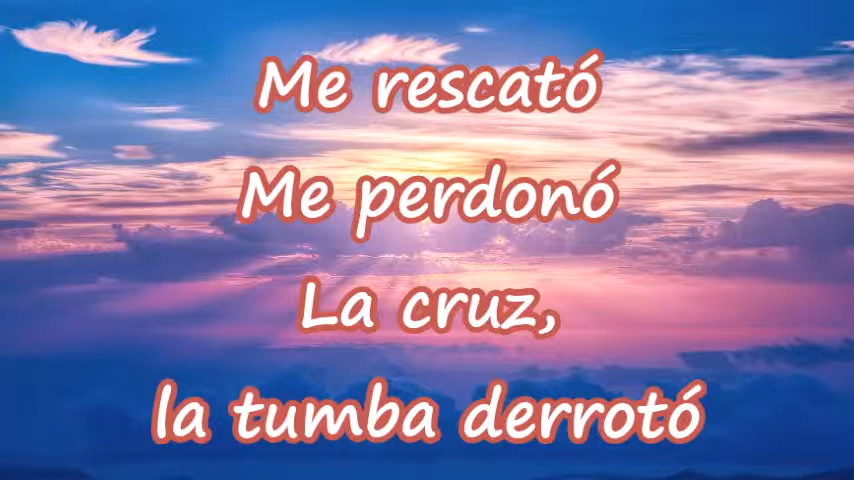 Me rescató
Me perdonó
La cruz,
la tumba derrotó